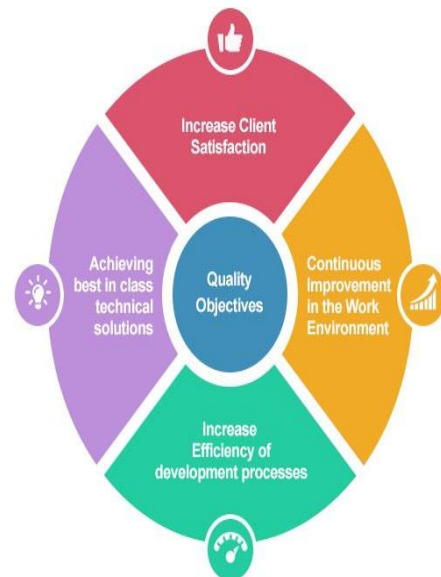 Increase Client
Satisfaction
Achieving
best in class
technical
solutions
Quality
Objectives
Continuous
Improvement
in the Work
Environment
Increase
Efficiency of
development processes